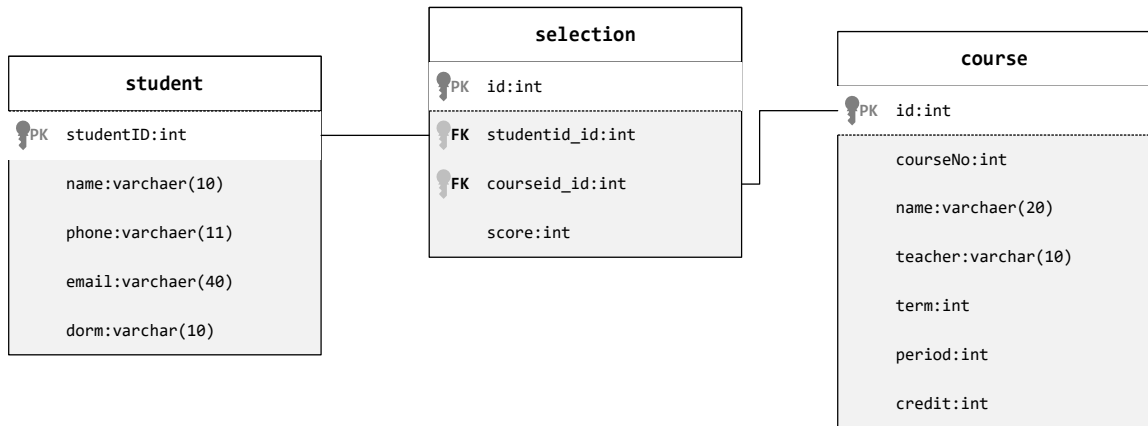 student
PK studentID:int
name:varchaer(10)
phone:varchaer(11)
email:varchaer(40)
dorm:varchar(10)
selection
PK id:int
FK studentid_id:int
FK courseid_id:int
score:int
course
PK id:int
courseNo:int
name:varchaer(20)
teacher:varchar(10)
term:int
period:int
credit:int